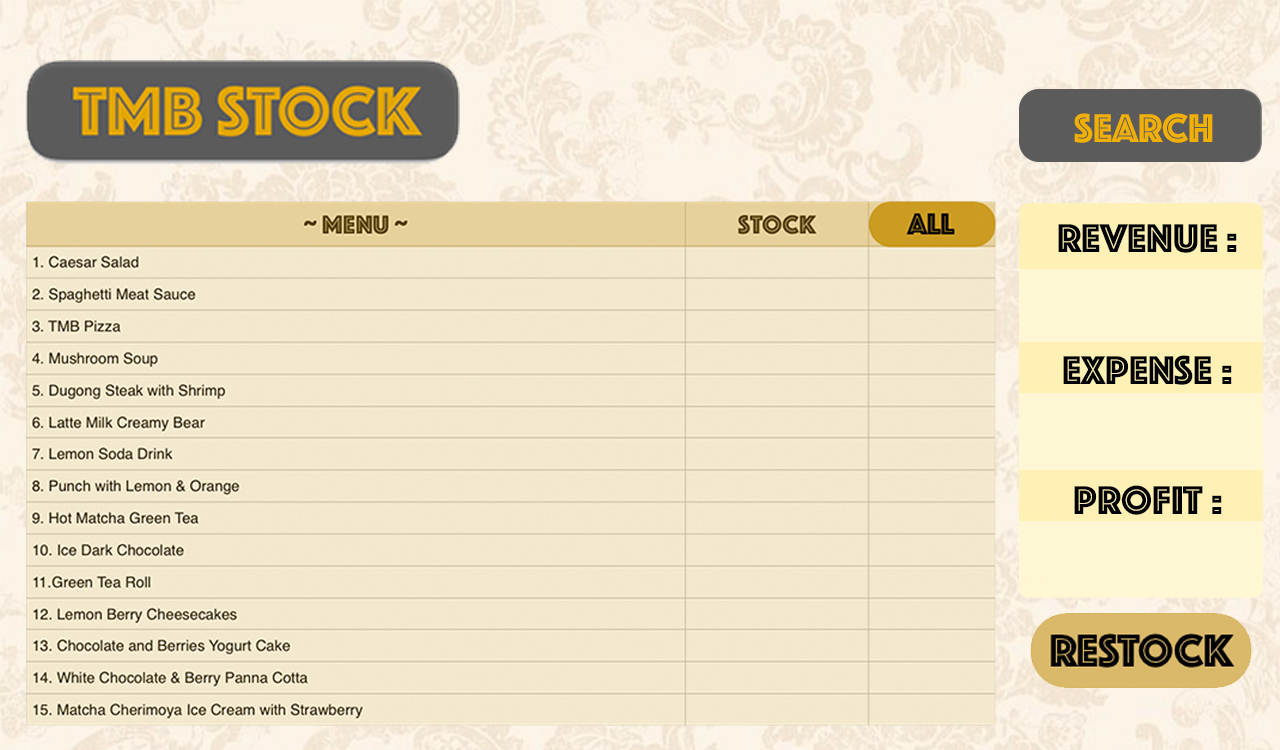 TMB STOCK
SEARCH
~ MENU ~ STOCK ALL
1. Caesar Salad
2. Spaghetti Meat Sauce
3. TMB Pizza
4. Mushroom Soup
5. Dugong Steak with Shrimp
6. Latte Milk Creamy Bear
7. Lemon Soda Drink
8. Punch with Lemon & Orange
9. Hot Matcha Green Tea
10. Ice Dark Chocolate
11.Green Tea Roll
12. Lemon Berry Cheesecakes
13. Chocolate and Berries Yogurt Cake
14. White Chocolate & Berry Panna Cotta
15. Matcha Cherimoya Ice Cream with Strawberry
REVENUE :
EXPENSE :
PROFIT :
RESTOCK